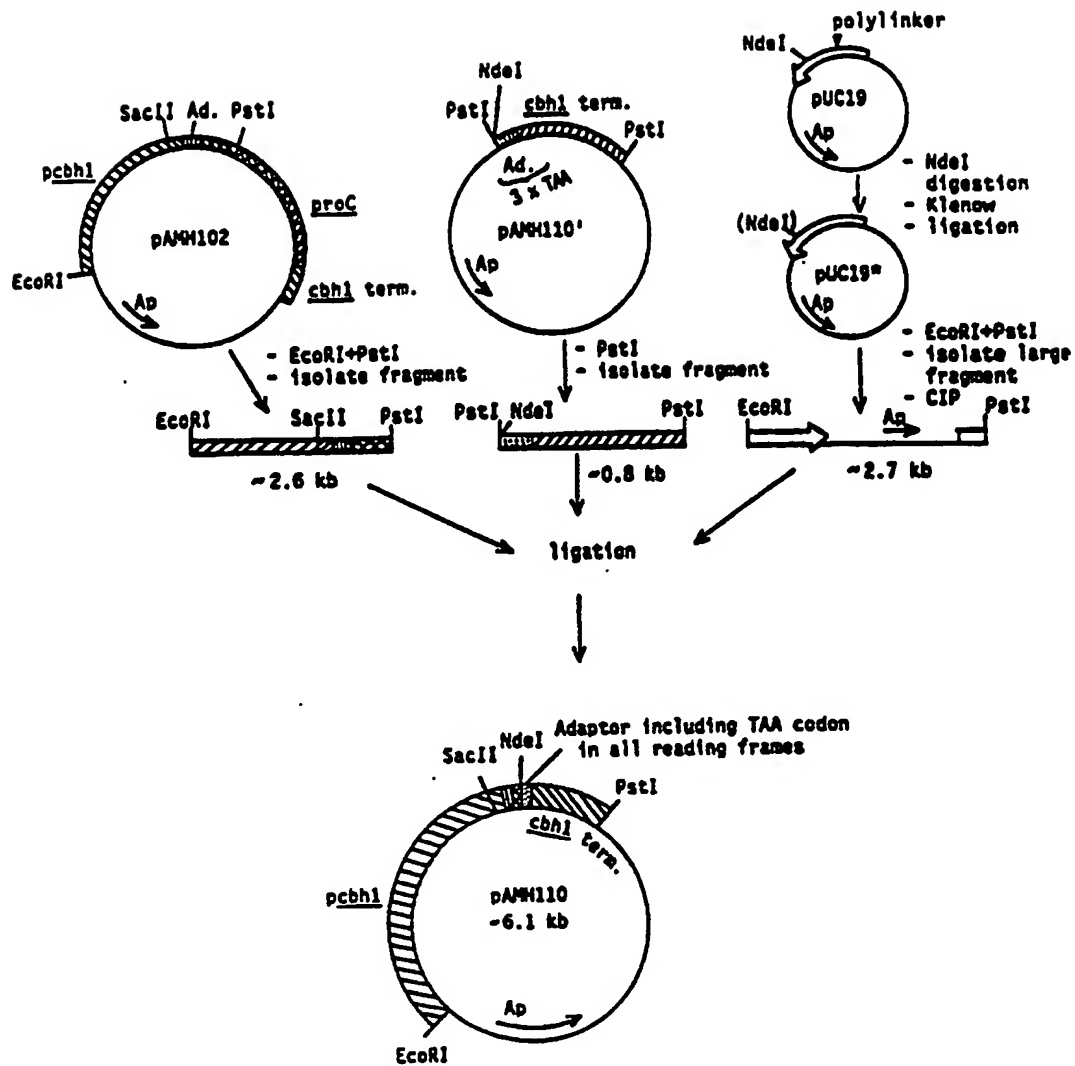 SacII Ad. PstI
pcbh1
proC
pAMH102
EcoRI
cbh1 term.
Ap
- EcoRI+PstI
- isolate fragment
NdeI
PstI
cbh1 term.
PstI
Ad.
3 x TAA
pAMH110'
Ap
- PstI
- isolate fragment
polylinker
NdeI
pUC19
Ap
- NdeI
digestion
- Klenow
- ligation
(NdeI)
pUC19*
Ap
- EcoRI+PstI
- isolate large
fragment
- CIP
EcoRI
SacII
PstI
~2.6 kb
PstI NdeI
PstI
~0.8 kb
EcoRI
Ap
PstI
~2.7 kb
ligation
SacII
NdeI
Adaptor including TAA codon
in all reading frames
PstI
cbh1 term.
pcbh1
pAMH110
~6.1 kb
Ap
EcoRI